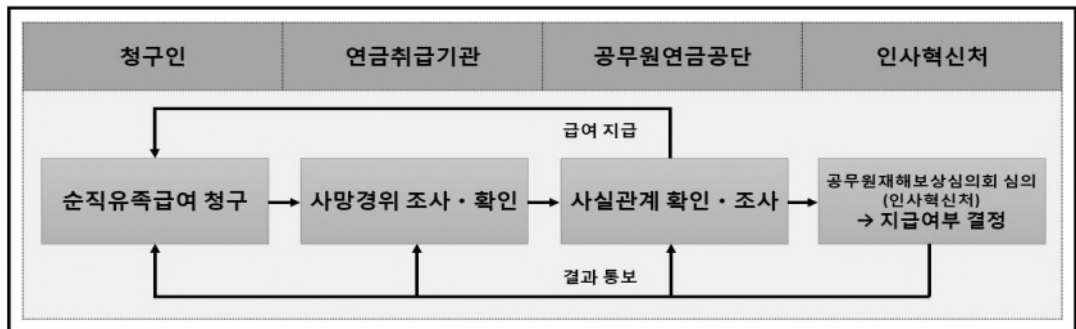 청구인
연금취급기관
공무원연금공단
인사혁신처
급여 지급
순직유족급여 청구
사망경위 조사・확인
사실관계 확인・조사
공무원재해보상심의회 심의
(인사혁신처)
→ 지급여부 결정
결과 통보